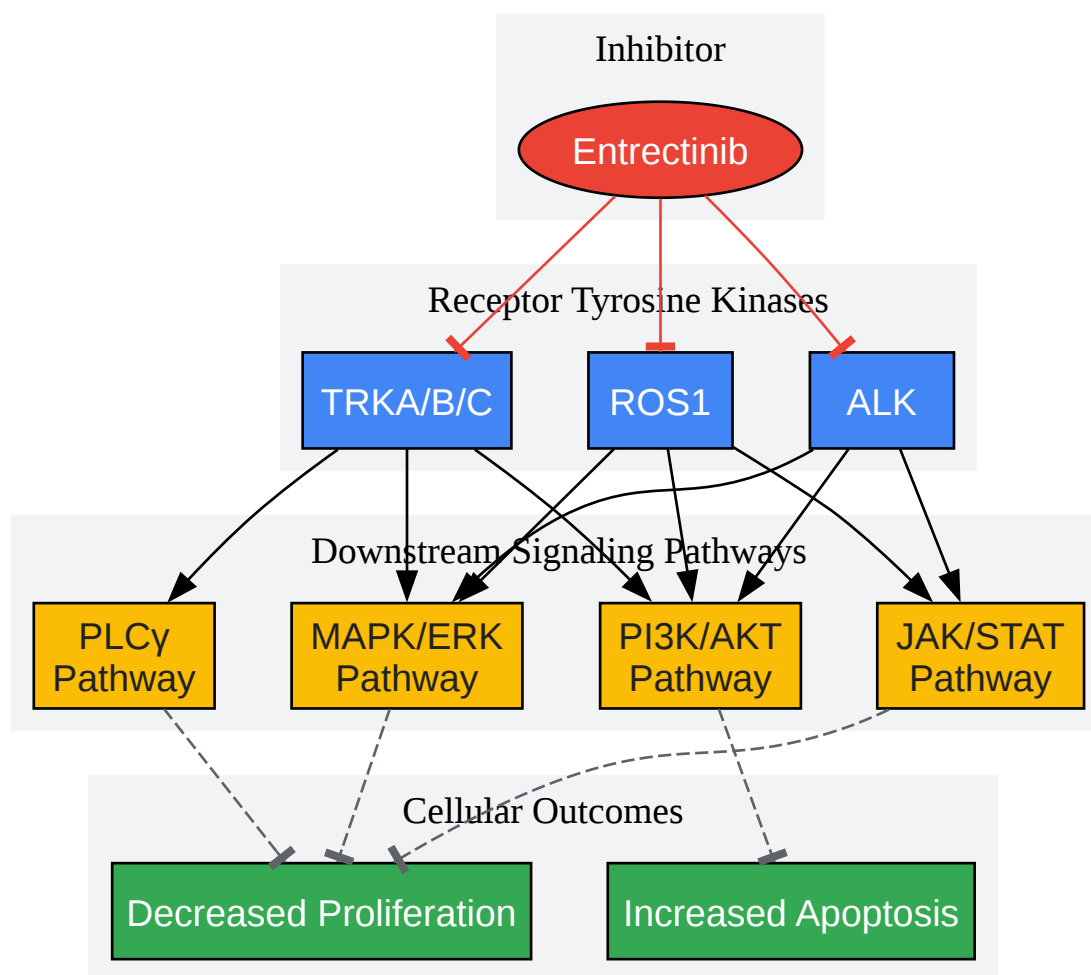 Inhibitor
Entrectinib
Receptor Tyrosine Kinases
TRKA/B/C
ROS1
ALK
Downstream Signaling Pathways
PLCγ
Pathway
MAPK/ERK
Pathway
PI3K/AKT
Pathway
JAK/STAT
Pathway
Cellular Outcomes
Decreased Proliferation
Increased Apoptosis